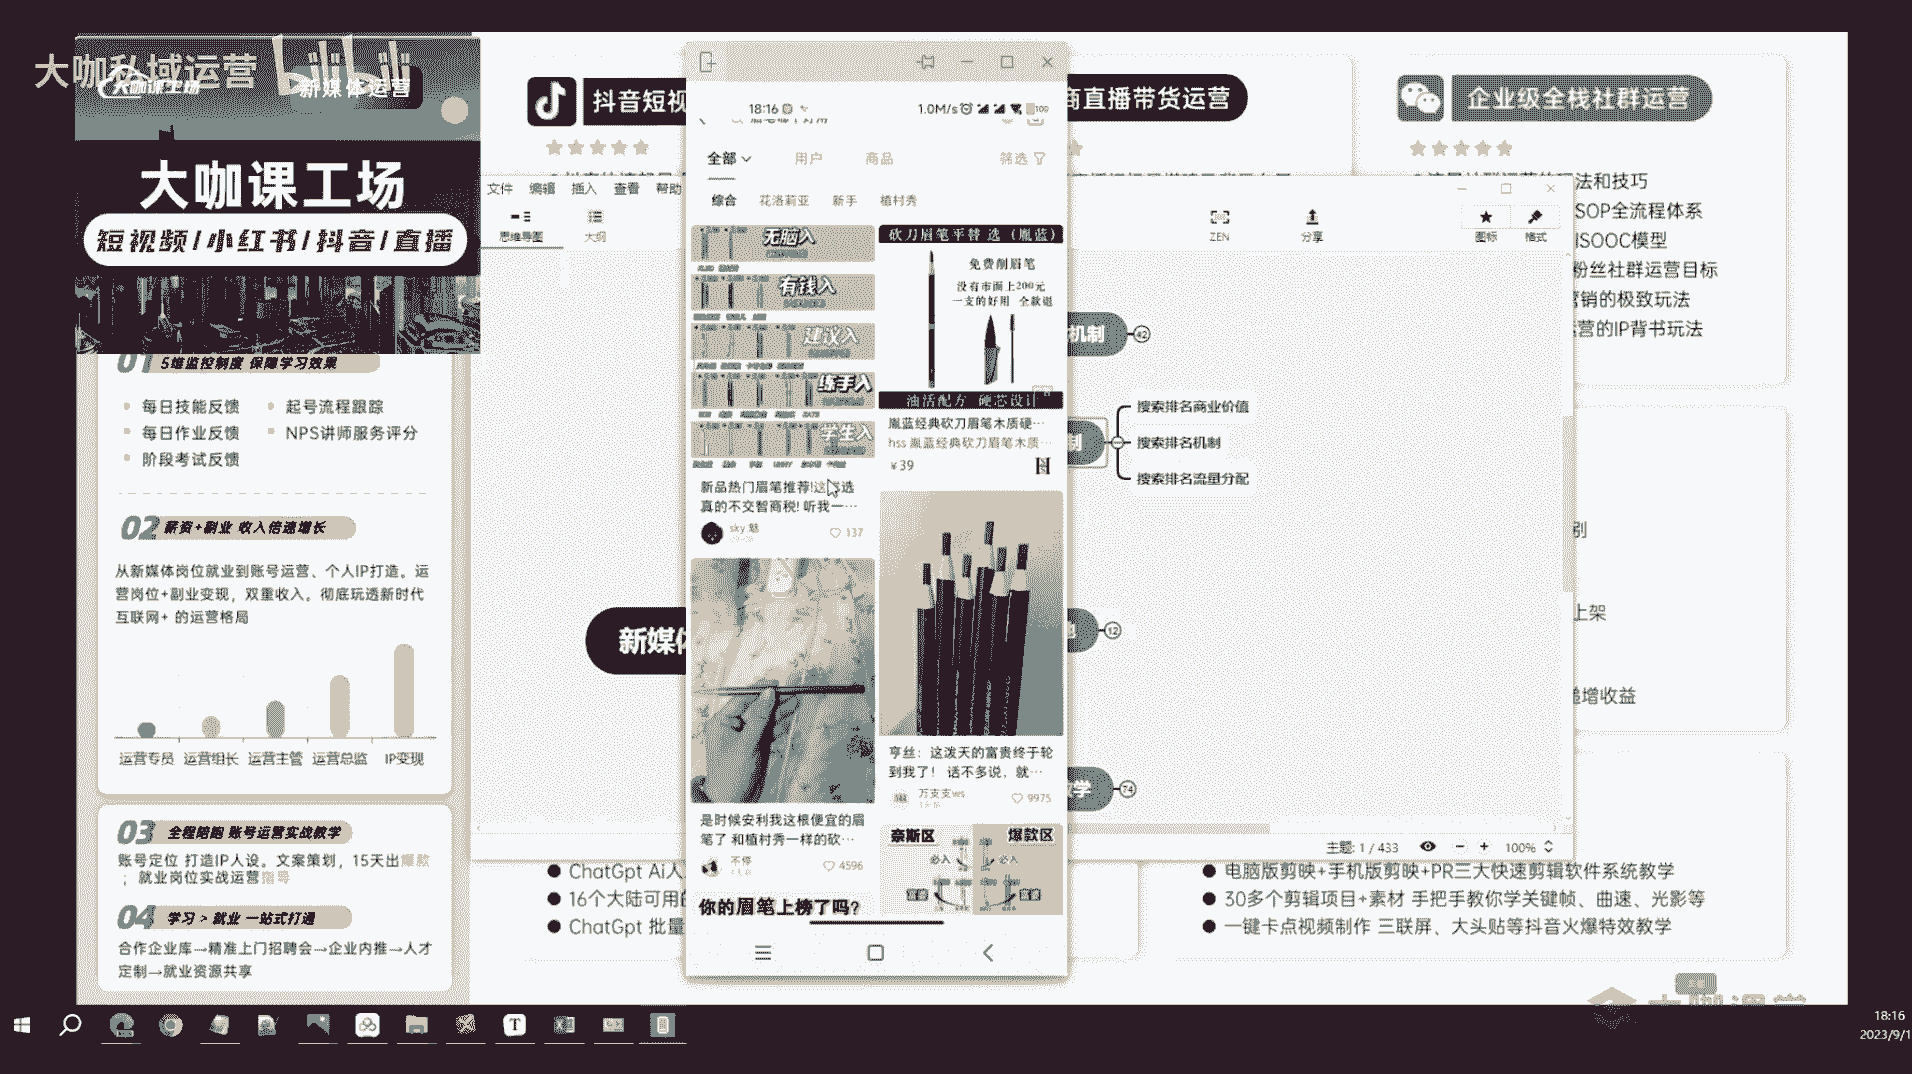 大咖私域运营
bilibili
大咖课工场
新媒体运营
大咖课工场
短视频/小红书/抖音/直播
01 5维监控制度 保障学习效果
每日技能反馈
起号流程跟踪
每日作业反馈
NPS讲师服务评分
阶段考试反馈
02 薪资+副业 收入倍速增长
从新媒体岗位就业到账号运营、个人IP打造。运
营岗位+副业变现，双重收入。彻底玩透新时代
互联网+ 的运营格局
运营专员 运营组长 运营主管 运营总监 IP变现
03 全程陪跑 账号运营实战教学
账号定位 打造IP人设。文案策划，15天出爆款
；就业岗位实战运营指导
04 学习 > 就业 一站式打通
合作企业库→精准上门招聘会→企业内推→人才
定制→就业资源共享
抖音短视
商直播带货运营
企业级全栈社群运营
法和技巧
SOP全流程体系
ISOOC模型
粉丝社群运营目标
营销的极致玩法
运营的IP背书玩法
文件 编辑 插入 查看 帮助
思维导图
大纲
ZEN
分享
图标
格式
新媒体
机制
42
搜索排名商业价值
搜索排名机制
搜索排名流量分配
12
学
74
主题: 1 / 433
100%
别
上架
递增收益
ChatGpt Ai人
16个大陆可用的
ChatGpt 批量
电脑版剪映+手机版剪映+PR三大快速剪辑软件系统教学
30多个剪辑项目+素材 手把手教你学关键帧、曲速、光影等
一键卡点视频制作 三联屏、大头贴等抖音火爆特效教学
18:16
1.0M/s
100
全部
用户
商品
筛选
综合
花洛莉亚
新手
植村秀
无脑入
有钱入
建议入
练手入
学生入
新品热门眉笔推荐!这
选
真的不交智商税! 听我一…
sky 魅
137
砍刀眉笔平替 选（胤蓝）
免费削眉笔
没有市面上200元
一支的好用 全款退
油活配方 硬芯设计
胤蓝经典砍刀眉笔木质硬…
hss 胤蓝经典砍刀眉笔木质…
¥39
是时候安利我这根便宜的眉
笔了 和植村秀一样的砍…
不停
4596
亨丝：这泼天的富贵终于轮
到我了！ 话不多说，就…
万支支ws
9975
你的眉笔上榜了吗?
奈斯区
爆款区
必入
必入
18:16
2023/9/1